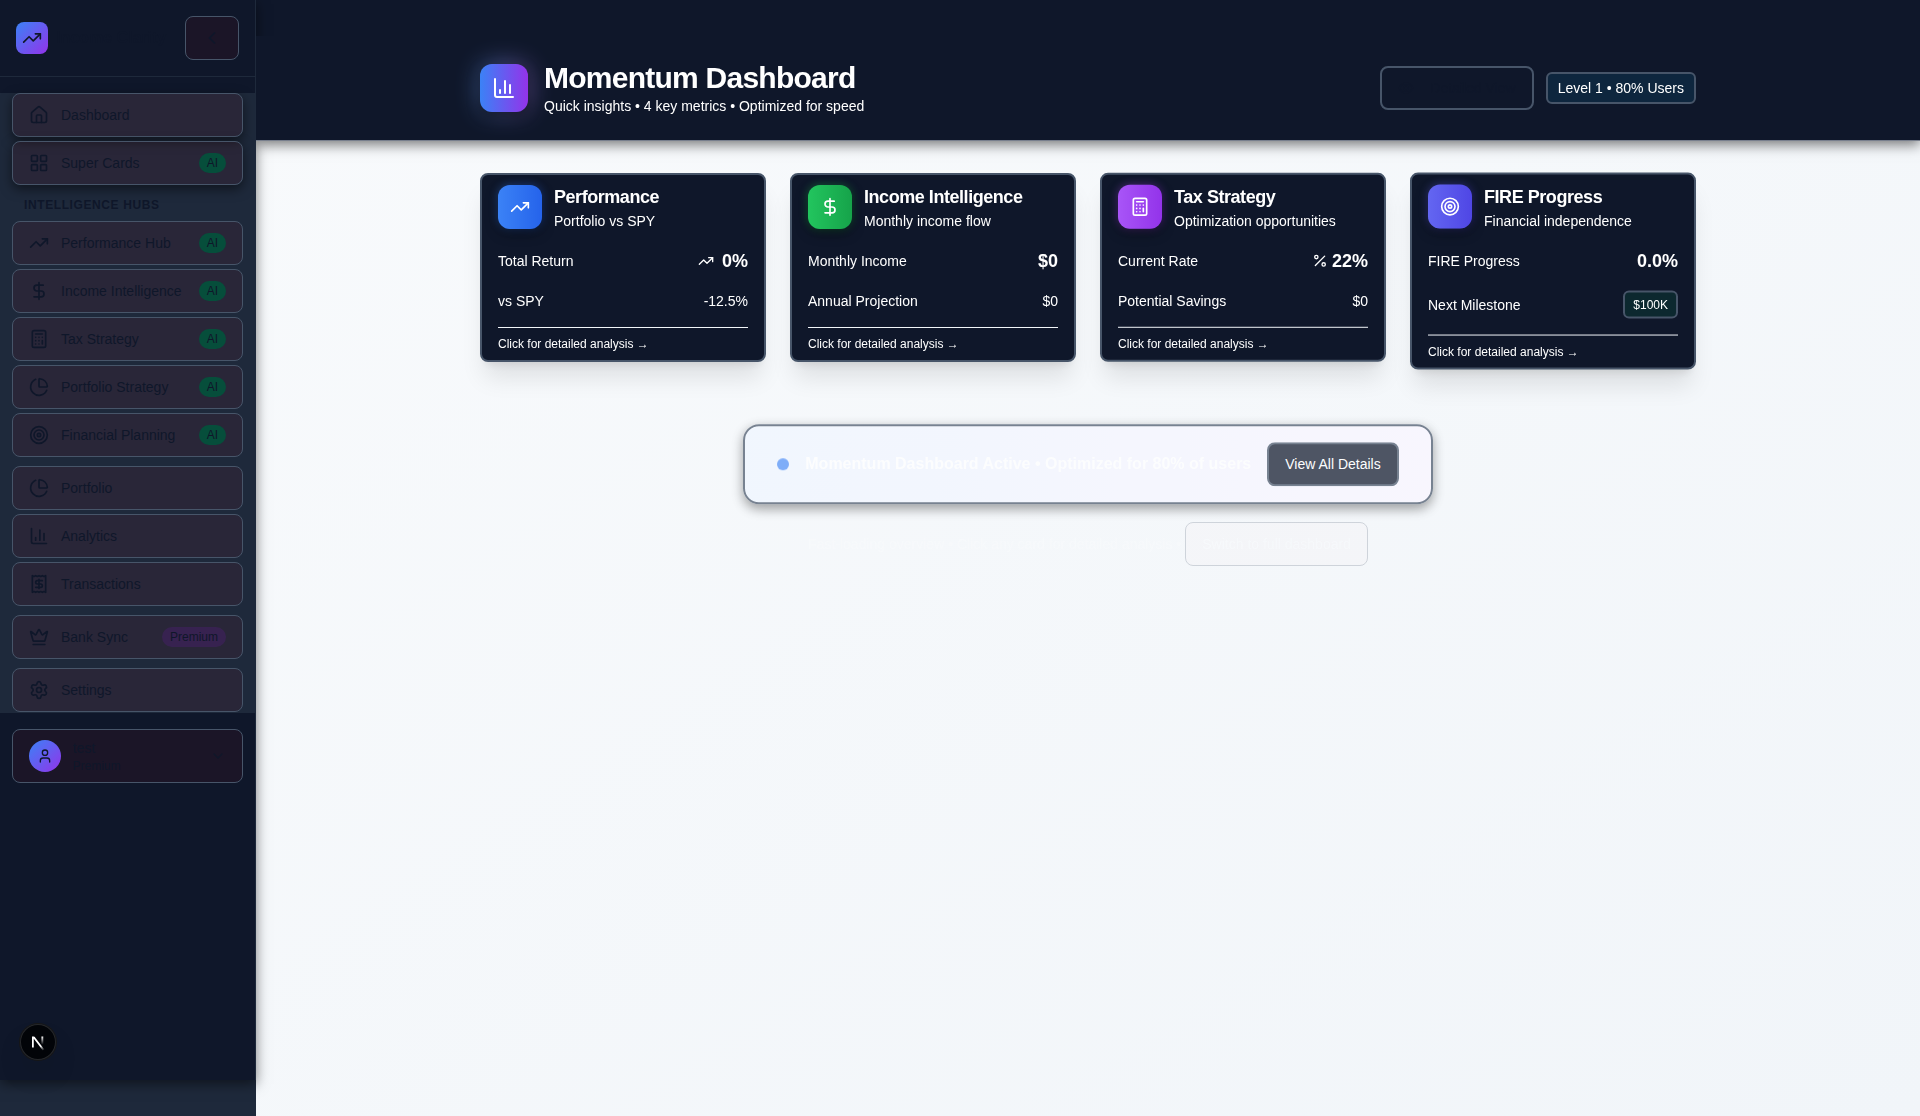 Momentum Dashboard
Quick insights • 4 key metrics • Optimized for speed
Level 1 • 80% Users
Dashboard
Super Cards AI
INTELLIGENCE HUBS
Performance Hub AI
Income Intelligence AI
Tax Strategy AI
Portfolio Strategy AI
Financial Planning AI
Portfolio
Analytics
Transactions
Bank Sync Premium
Settings
Performance
Portfolio vs SPY
Total Return 0%
vs SPY -12.5%
Click for detailed analysis →
Income Intelligence
Monthly income flow
Monthly Income $0
Annual Projection $0
Click for detailed analysis →
Tax Strategy
Optimization opportunities
Current Rate 22%
Potential Savings $0
Click for detailed analysis →
FIRE Progress
Financial independence
FIRE Progress 0.0%
Next Milestone $100K
Click for detailed analysis →
Momentum Dashboard Active • Optimized for 80% of users
View All Details